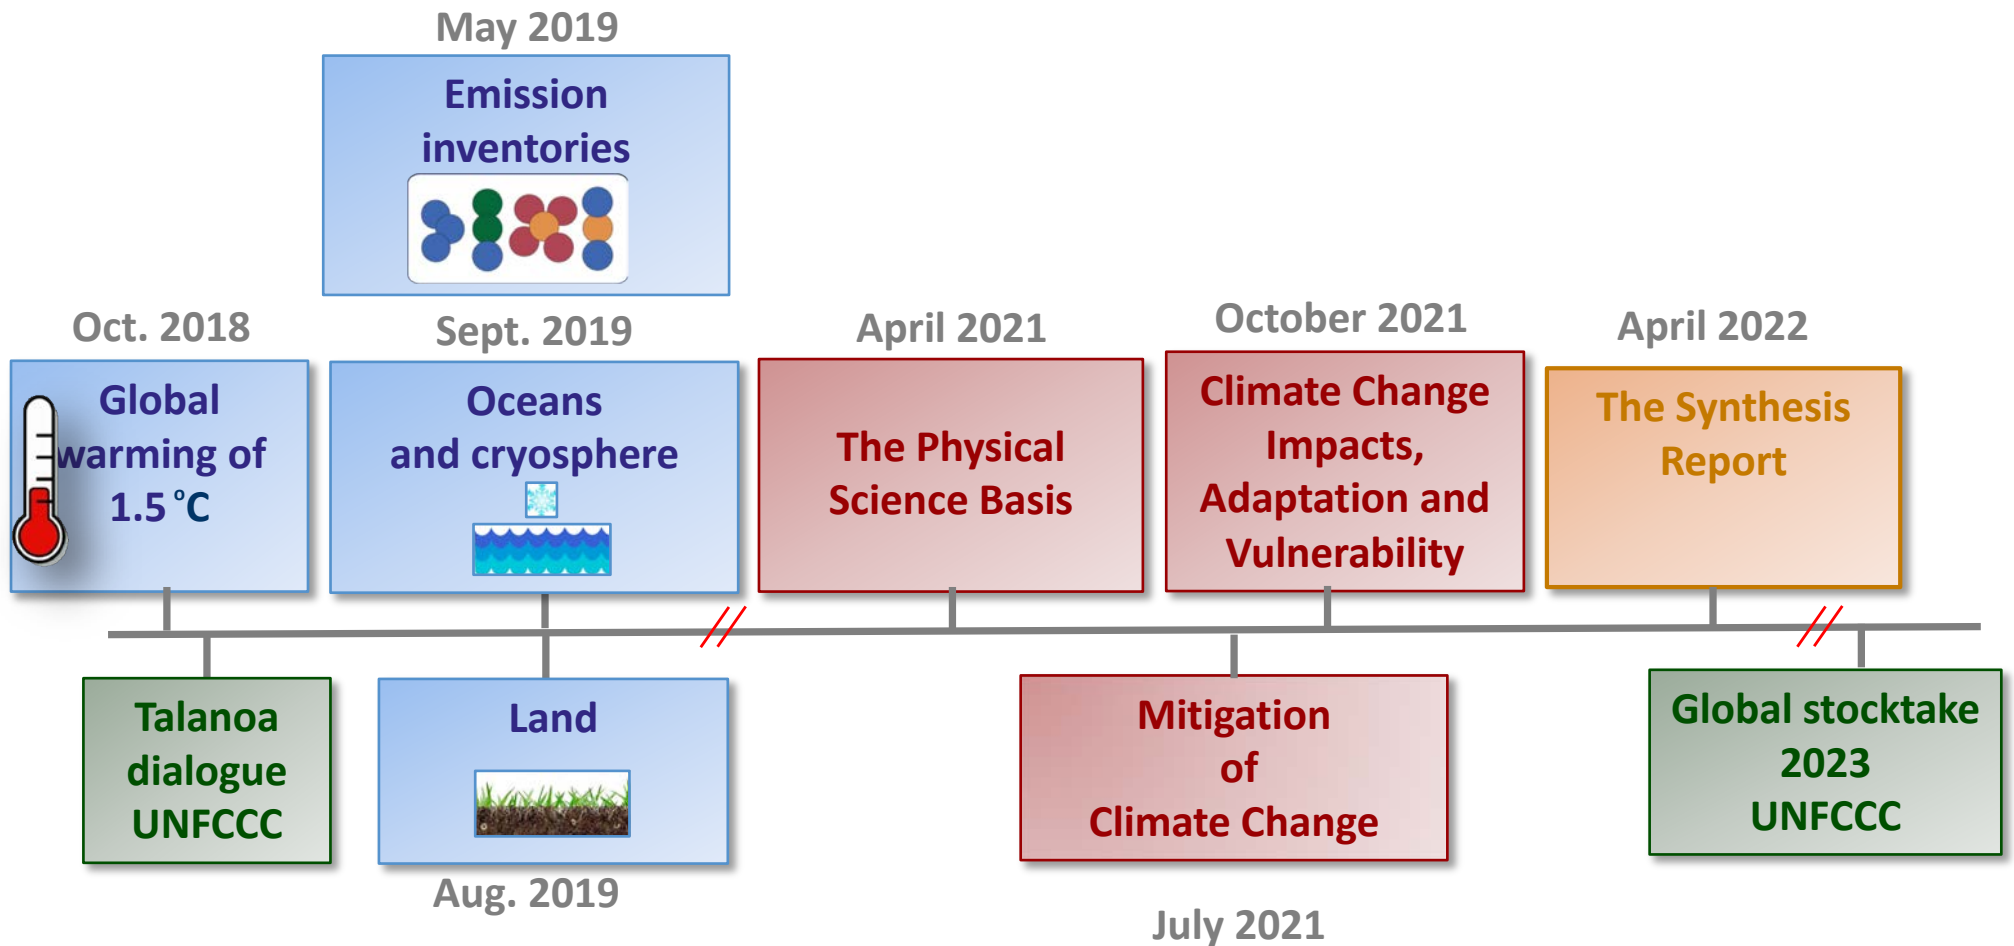 May 2019
Emission
inventories
Oct. 2018
Global
warming of
1.5 °C
Sept. 2019
Oceans
and cryosphere
April 2021
The Physical
Science Basis
October 2021
Climate Change
Impacts,
Adaptation and
Vulnerability
April 2022
The Synthesis
Report
Talanoa
dialogue
UNFCCC
Land
Aug. 2019
Mitigation
of
Climate Change
July 2021
Global stocktake
2023
UNFCCC